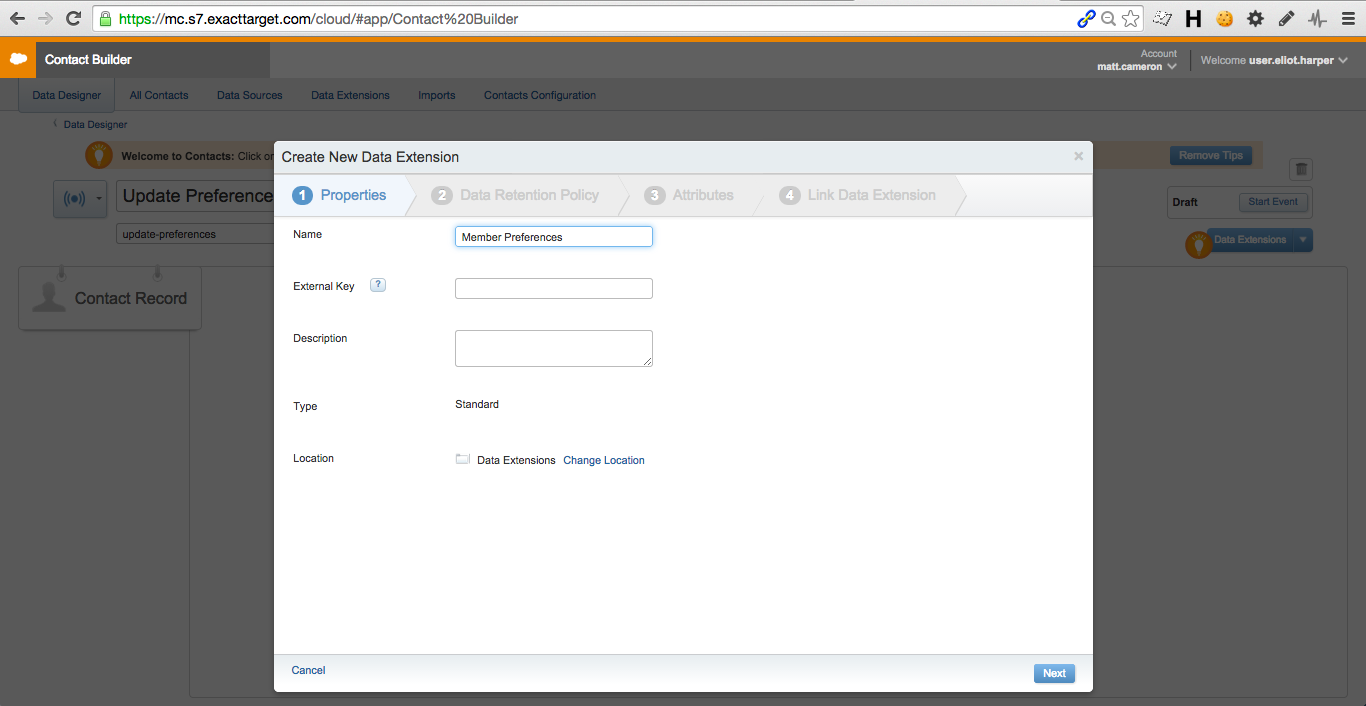 https://mc.s7.exacttarget.com/cloud/#app/Contact%20Builder
Contact Builder
Account
matt.cameron
Welcome user.eliot.harper
Data Designer All Contacts Data Sources Data Extensions Imports Contacts Configuration
Data Designer
Welcome to Contacts: Click or
Remove Tips
Update Preference
update-preferences
Draft
Start Event
Data Extensions
Contact Record
Create New Data Extension
×
1 Properties 2 Data Retention Policy 3 Attributes 4 Link Data Extension
Name Member Preferences
External Key ?
Description
Type Standard
Location Data Extensions Change Location
Cancel Next